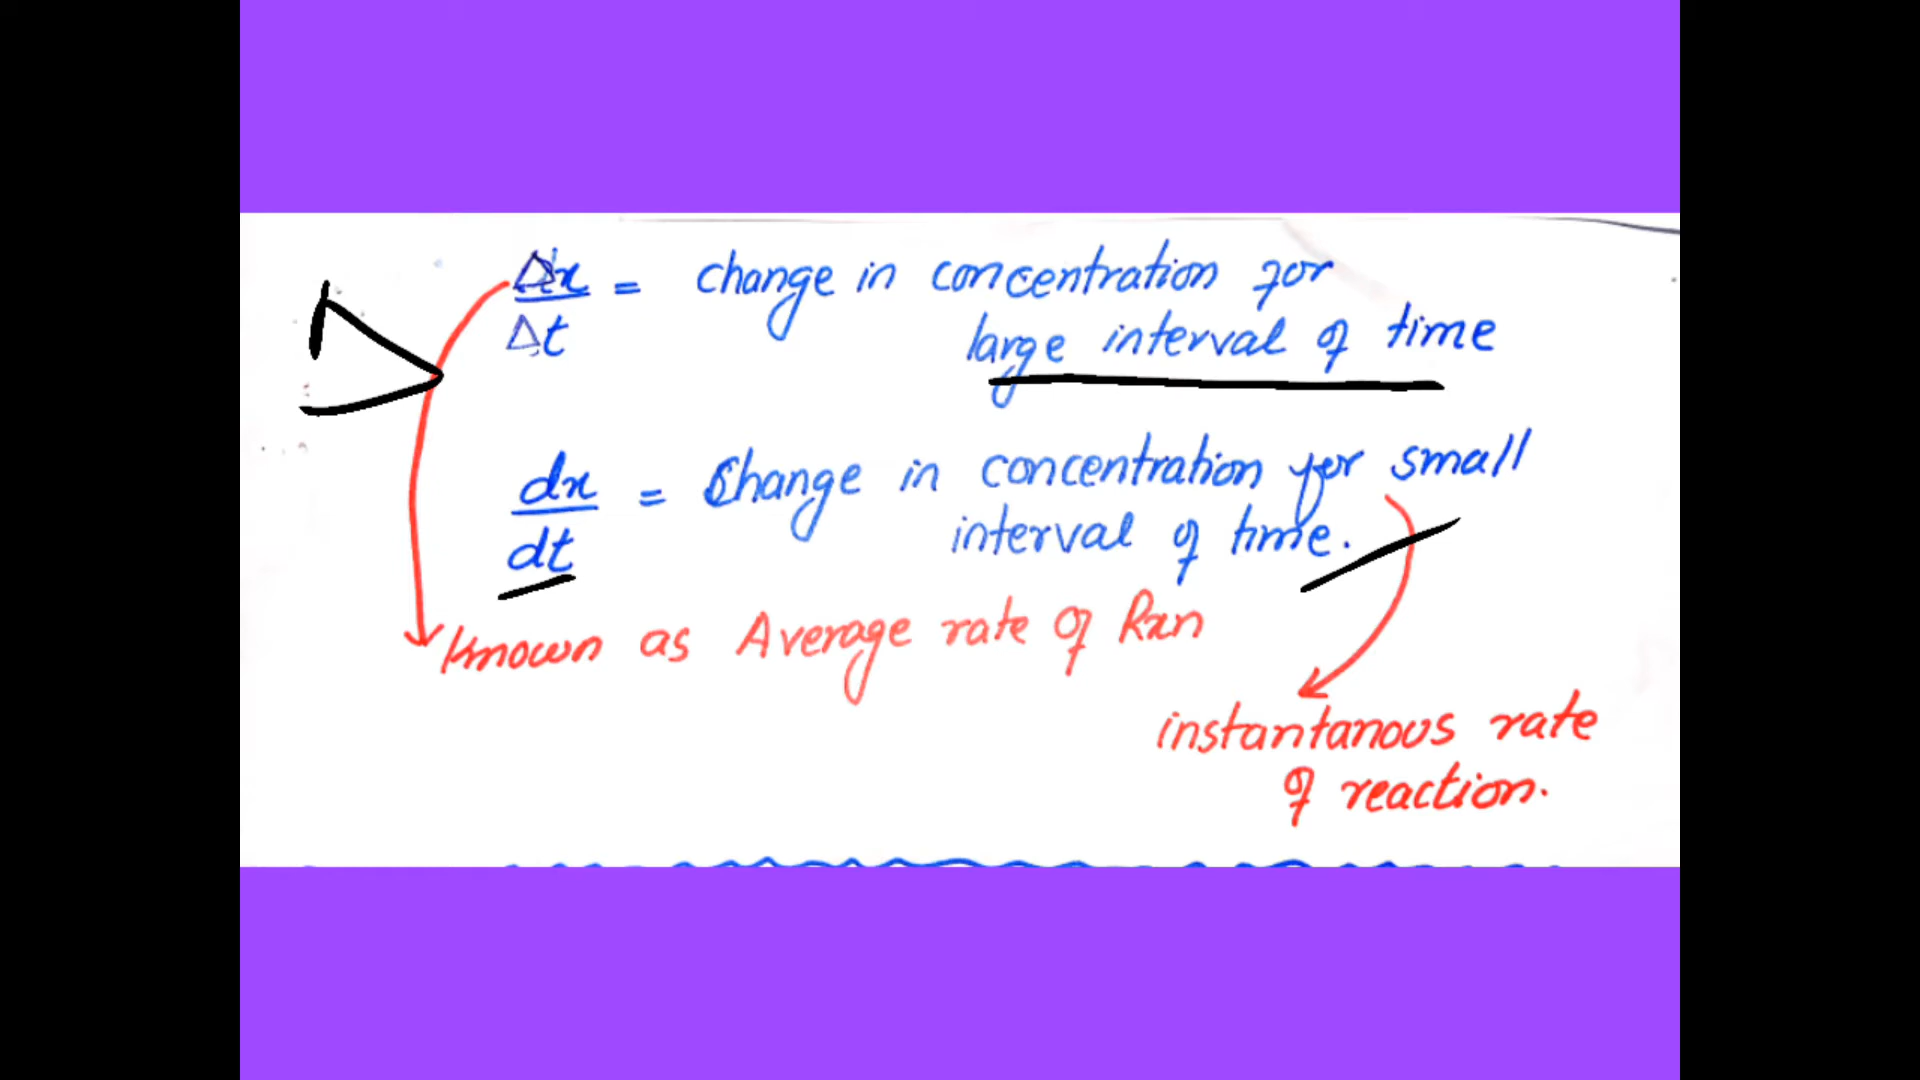 Δx/Δt = change in concentration for
large interval of time
dx/dt = Change in concentration for small
interval of time.
Known as Average rate of Rxn
instantanous rate
of reaction.